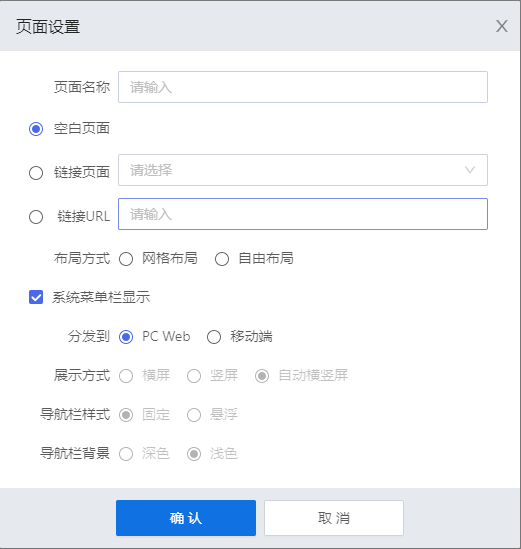 页面设置 X
页面名称 请输入
空白页面
链接页面 请选择
链接URL 请输入
布局方式 网格布局 自由布局
系统菜单栏显示
分发到 PC Web 移动端
展示方式 横屏 竖屏 自动横竖屏
导航栏样式 固定 悬浮
导航栏背景 深色 浅色
确认 取消